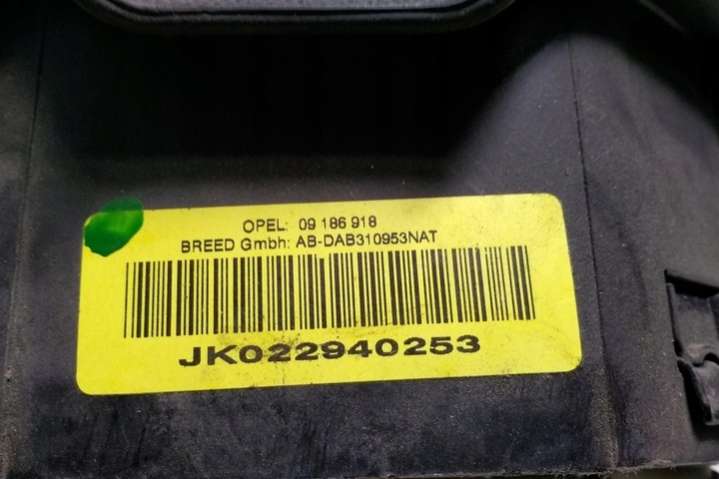 OPEL: 09 186 918
BREED Gmbh: AB-DAB310953NAT
JK022940253